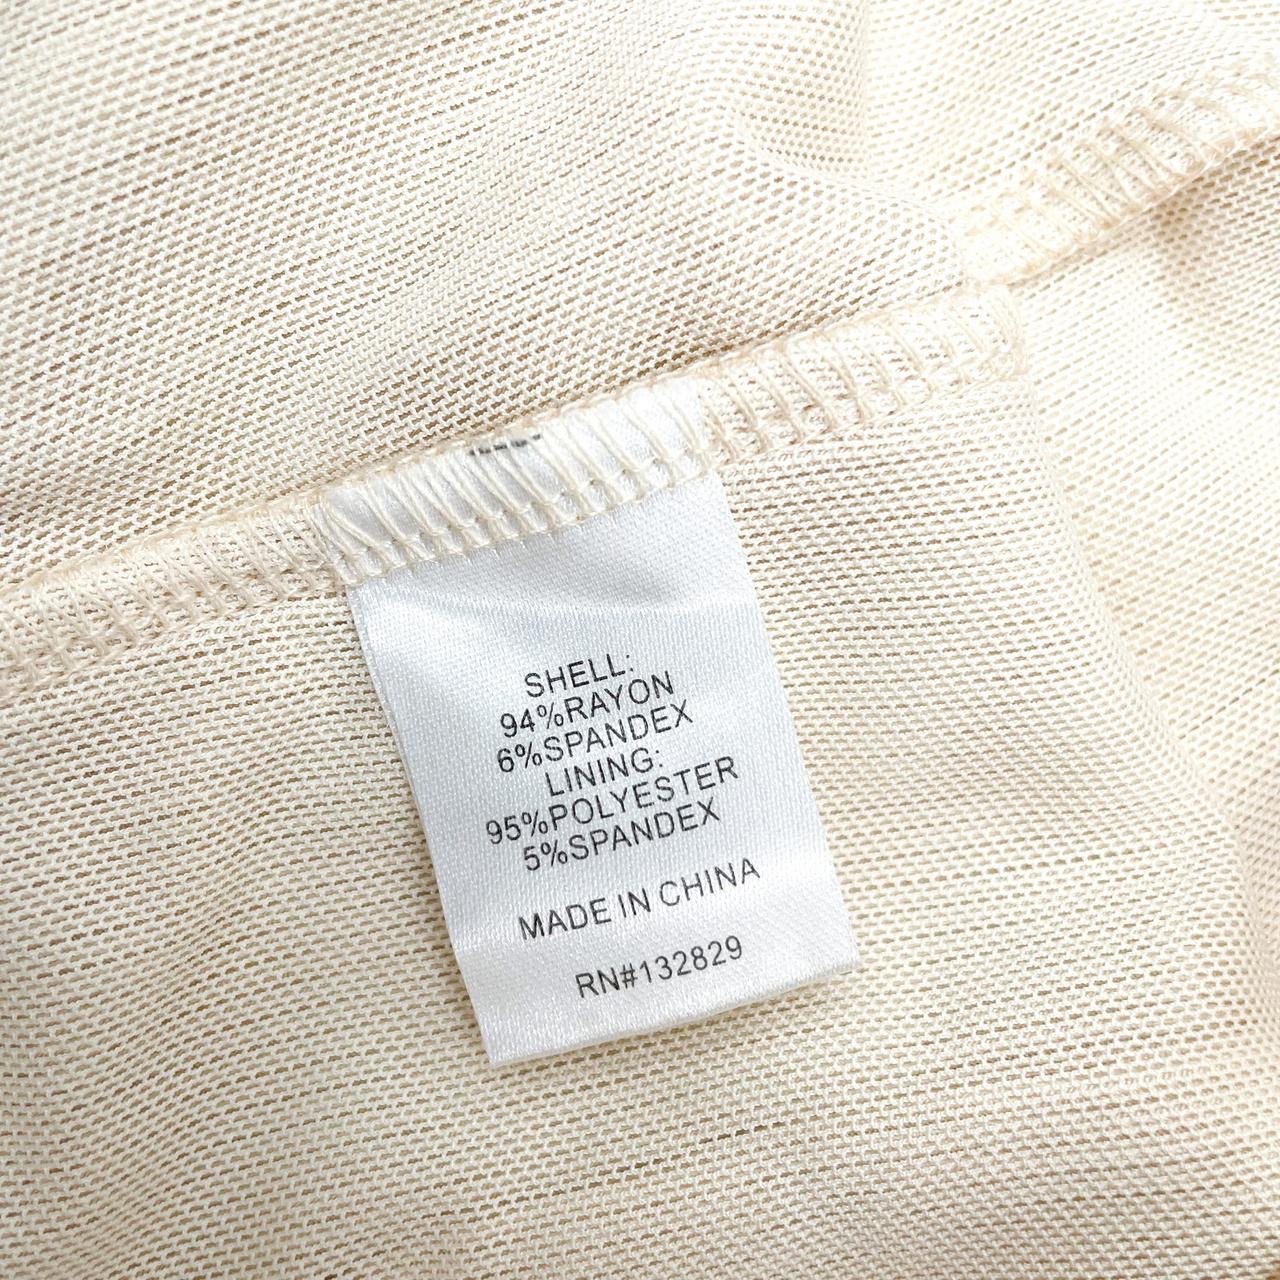 SHELL:
94%RAYON
6%SPANDEX
LINING:
95%POLYESTER
5%SPANDEX
MADE IN CHINA
RN#132829